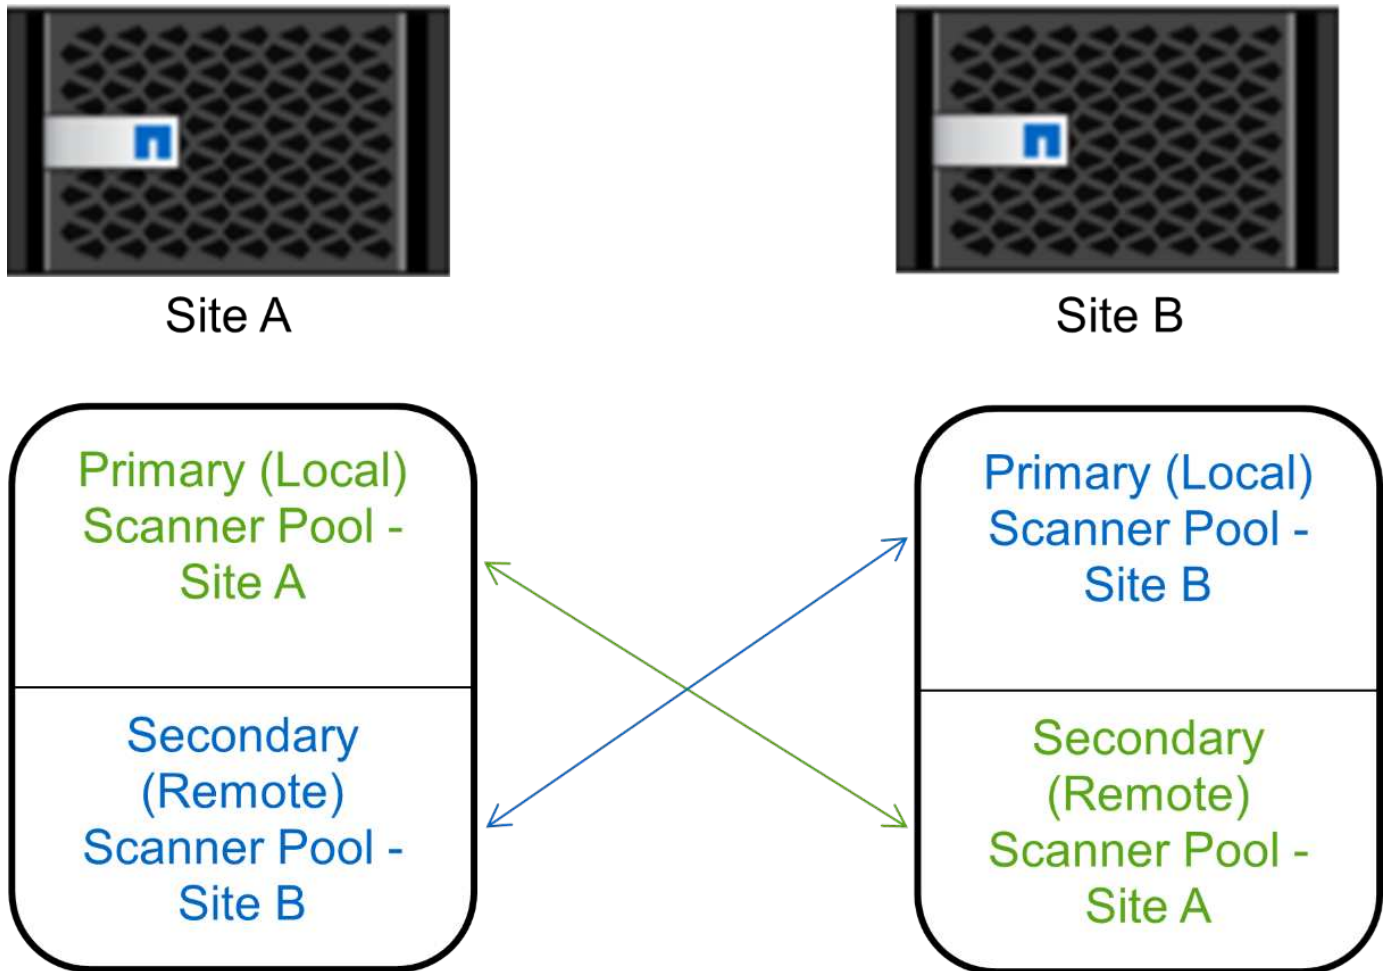 Site A
Site B
Primary (Local)
Scanner Pool -
Site A
Secondary
(Remote)
Scanner Pool -
Site B
Primary (Local)
Scanner Pool -
Site B
Secondary
(Remote)
Scanner Pool -
Site A